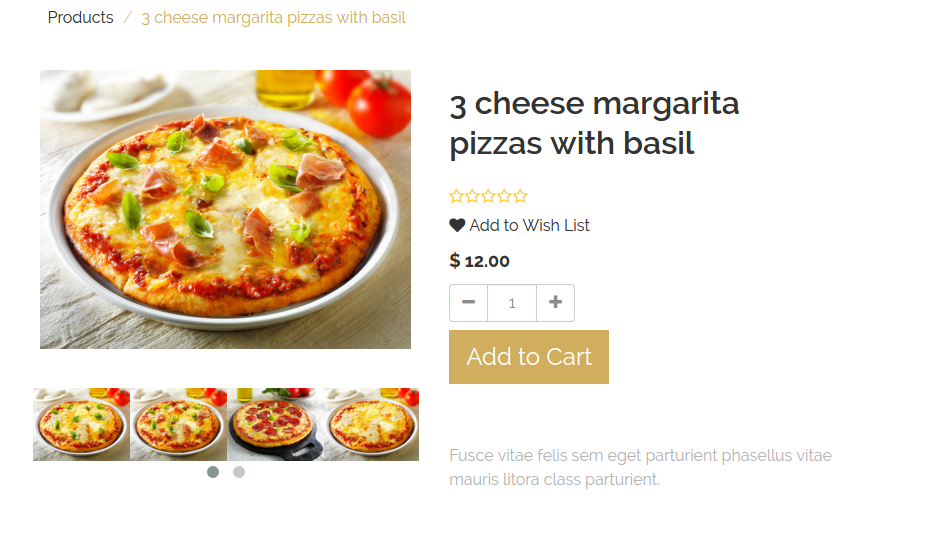 Products / 3 cheese margarita pizzas with basil
3 cheese margarita
pizzas with basil
Add to Wish List
$ 12.00
1
Add to Cart
Fusce vitae felis sem eget parturient phasellus vitae
mauris litora class parturient.